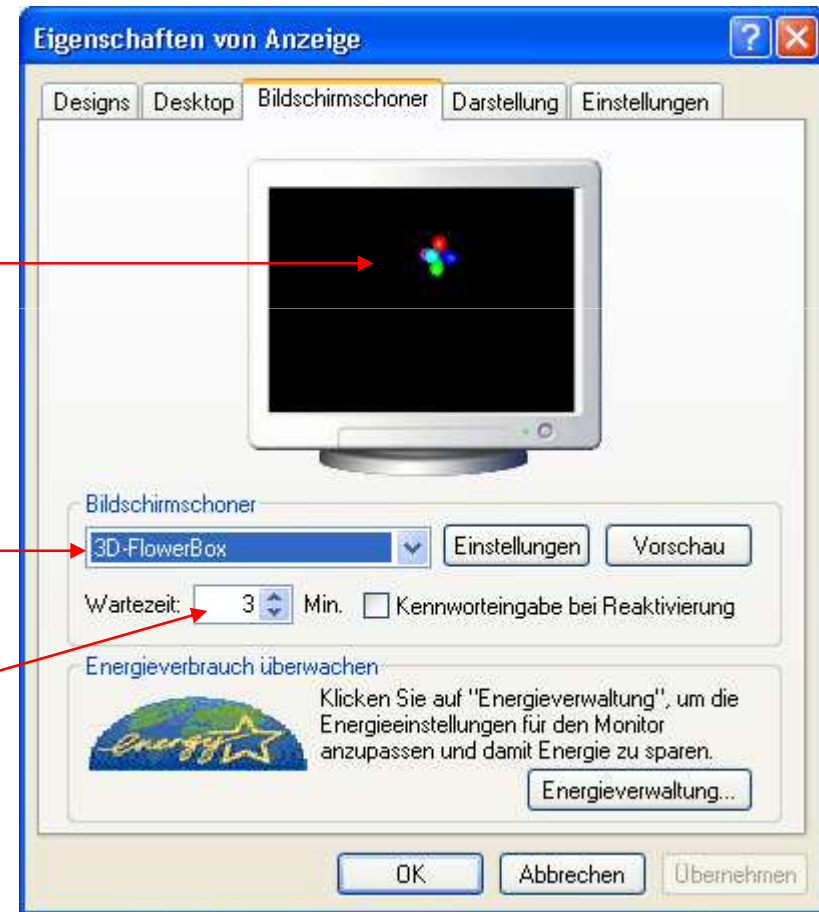 Eigenschaften von Anzeige
Designs Desktop Bildschirmschoner Darstellung Einstellungen
Bildschirmschoner
3D-FlowerBox Einstellungen Vorschau
Wartezeit: 3 Min. Kennworteingabe bei Reaktivierung
Energieverbrauch überwachen
Klicken Sie auf "Energieverwaltung", um die
Energieeinstellungen für den Monitor
anzupassen und damit Energie zu sparen.
energy
Energieverwaltung...
OK Abbrechen Übernehmen